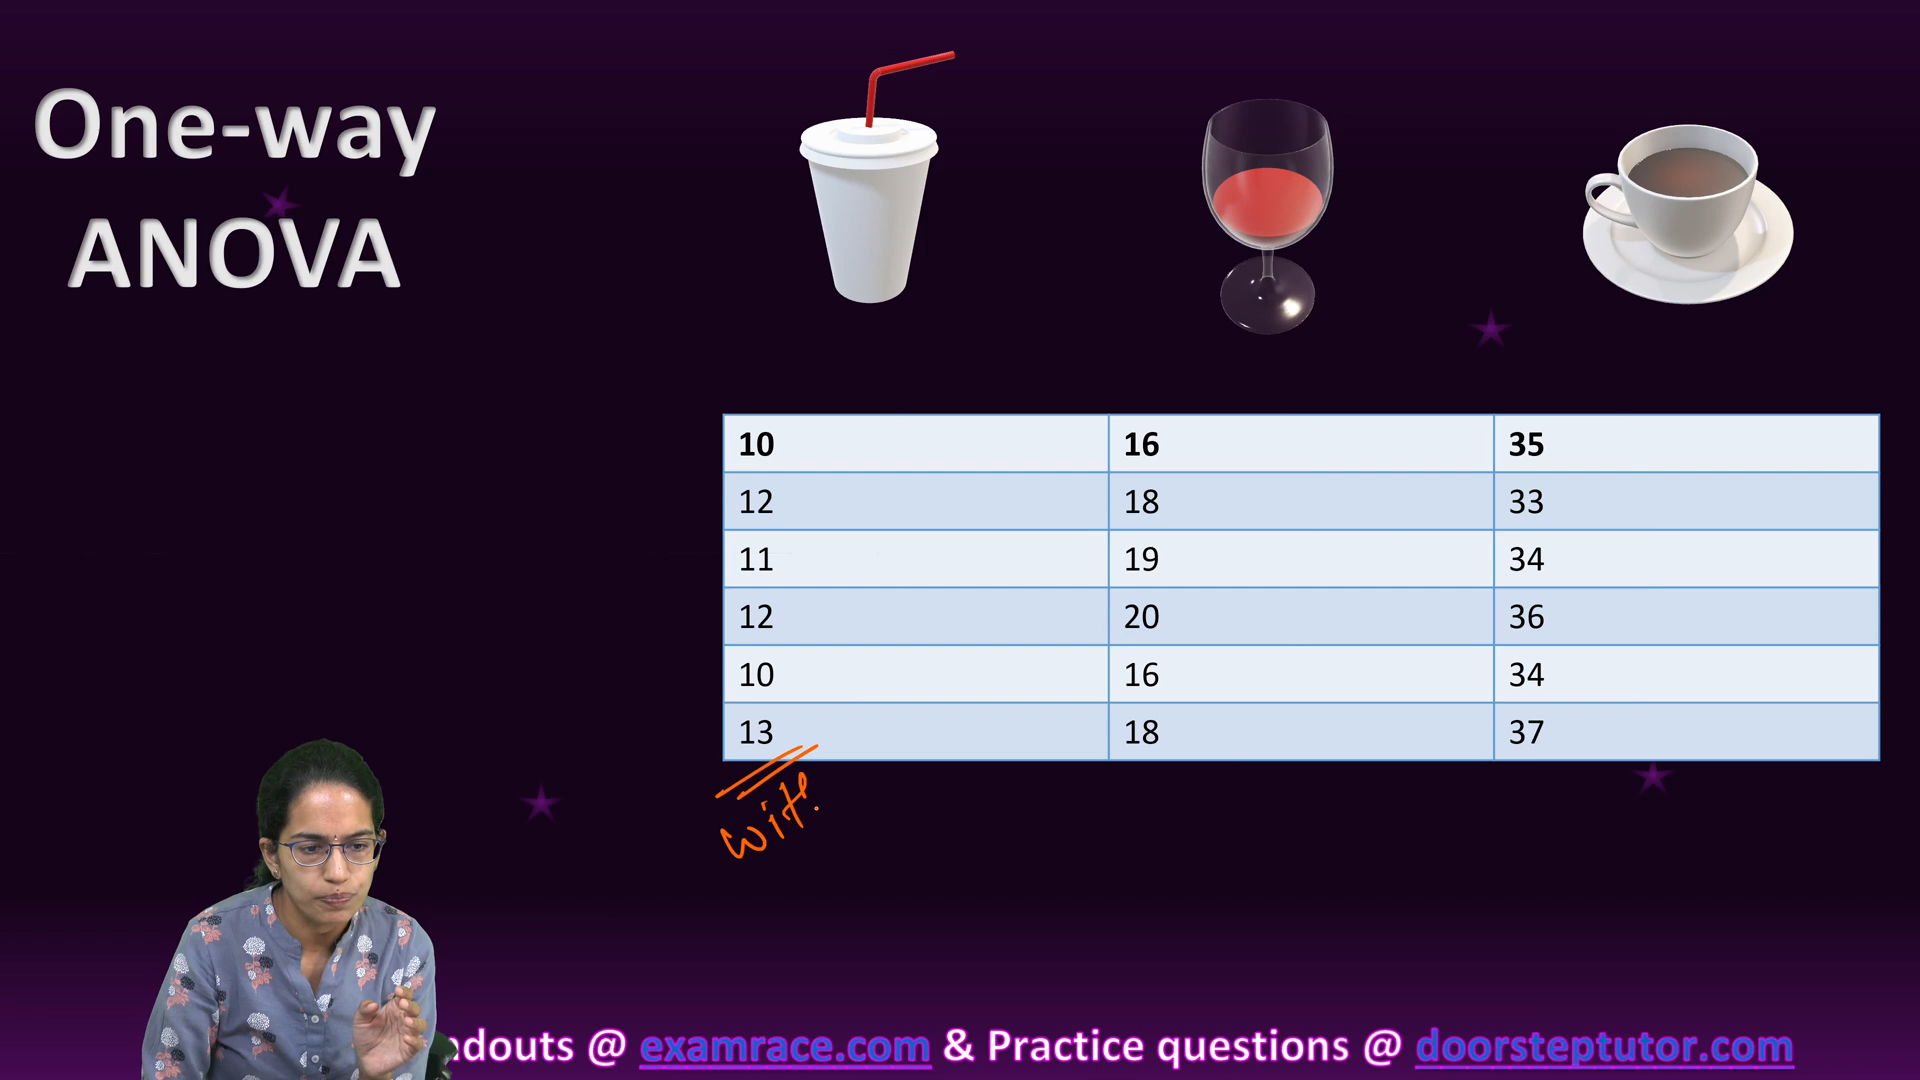 One-way
ANOVA
10 16 35
12 18 33
11 19 34
12 20 36
10 16 34
13 18 37
ndouts @ examrace.com & Practice questions @ doorsteptutor.com